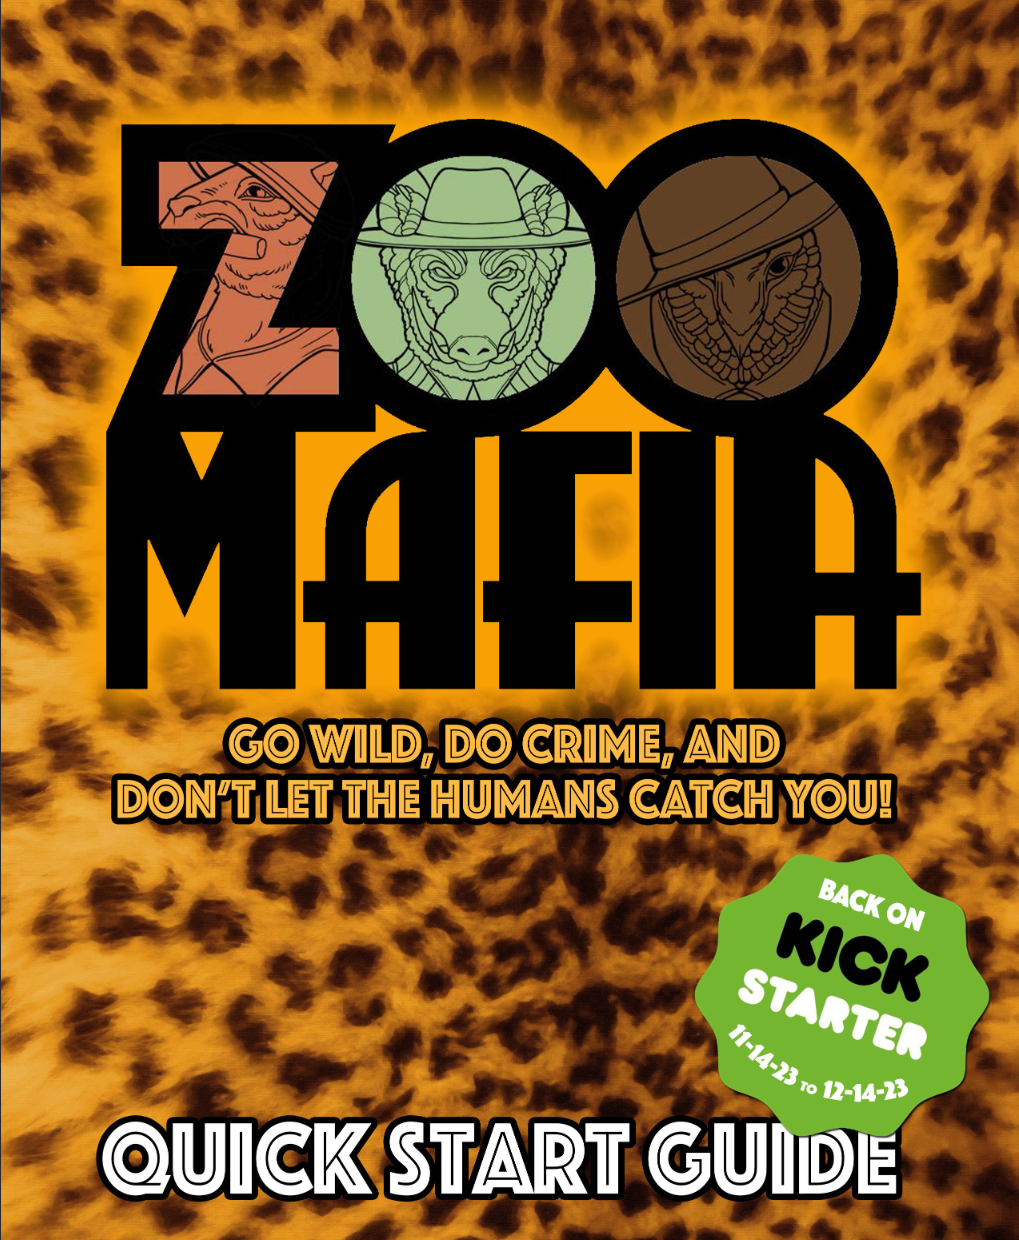 ZOO
MAFIA
GO WILD, DO CRIME, AND
DON'T LET THE HUMANS CATCH YOU!
BACK ON
KICK
STARTER
11-14-23 TO 12-14-23
QUICK START GUIDE